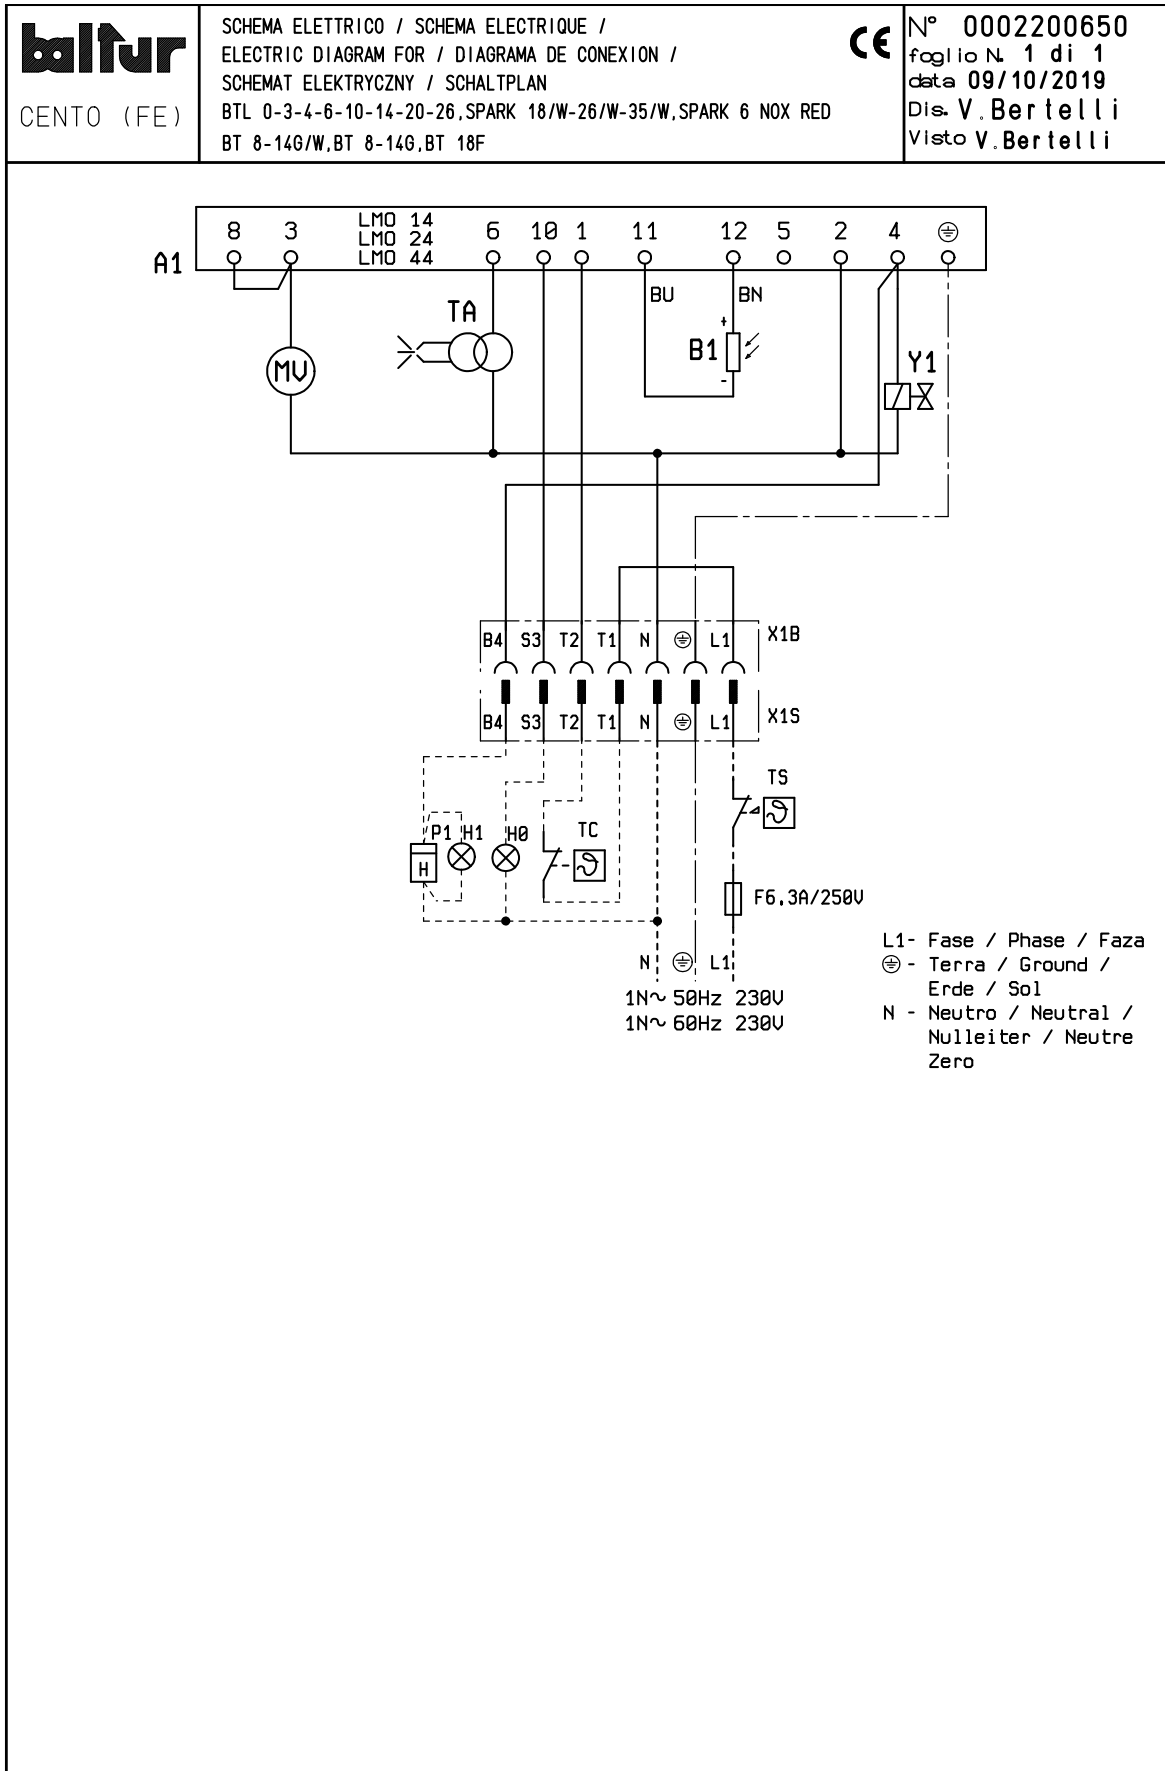 baltur
CENTO (FE)
SCHEMA ELETTRICO / SCHEMA ELECTRIQUE /
ELECTRIC DIAGRAM FOR / DIAGRAMA DE CONEXION /
SCHEMAT ELEKTRYCZNY / SCHALTPLAN
BTL 0-3-4-6-10-14-20-26,SPARK 18/W-26/W-35/W,SPARK 6 NOX RED
BT 8-14G/W,BT 8-14G,BT 18F
CE
N° 0002200650
foglio N. 1 di 1
data 09/10/2019
Dis. V.Bertelli
Visto V.Bertelli
A1
8 3 LMO 14 6 10 1 11 12 5 2 4
LMO 24
LMO 44
BU BN
TA
+
B1
-
MV
Y1
B4 S3 T2 T1 N L1 X1B
B4 S3 T2 T1 N L1 X1S
TS
P1 H1 H0 TC
H
F6,3A/250V
N L1
1N~ 50Hz 230V
1N~ 60Hz 230V
L1- Fase / Phase / Faza
- Terra / Ground /
Erde / Sol
N - Neutro / Neutral /
Nulleiter / Neutre
Zero